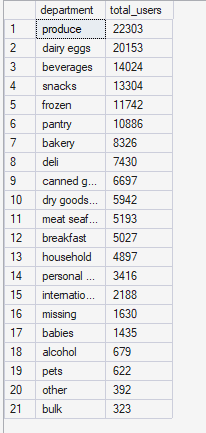 department total_users
1 produce 22303
2 dairy eggs 20153
3 beverages 14024
4 snacks 13304
5 frozen 11742
6 pantry 10886
7 bakery 8326
8 deli 7430
9 canned g... 6697
10 dry goods... 5942
11 meat seaf... 5193
12 breakfast 5027
13 household 4897
14 personal ... 3416
15 internatio... 2188
16 missing 1630
17 babies 1435
18 alcohol 679
19 pets 622
20 other 392
21 bulk 323